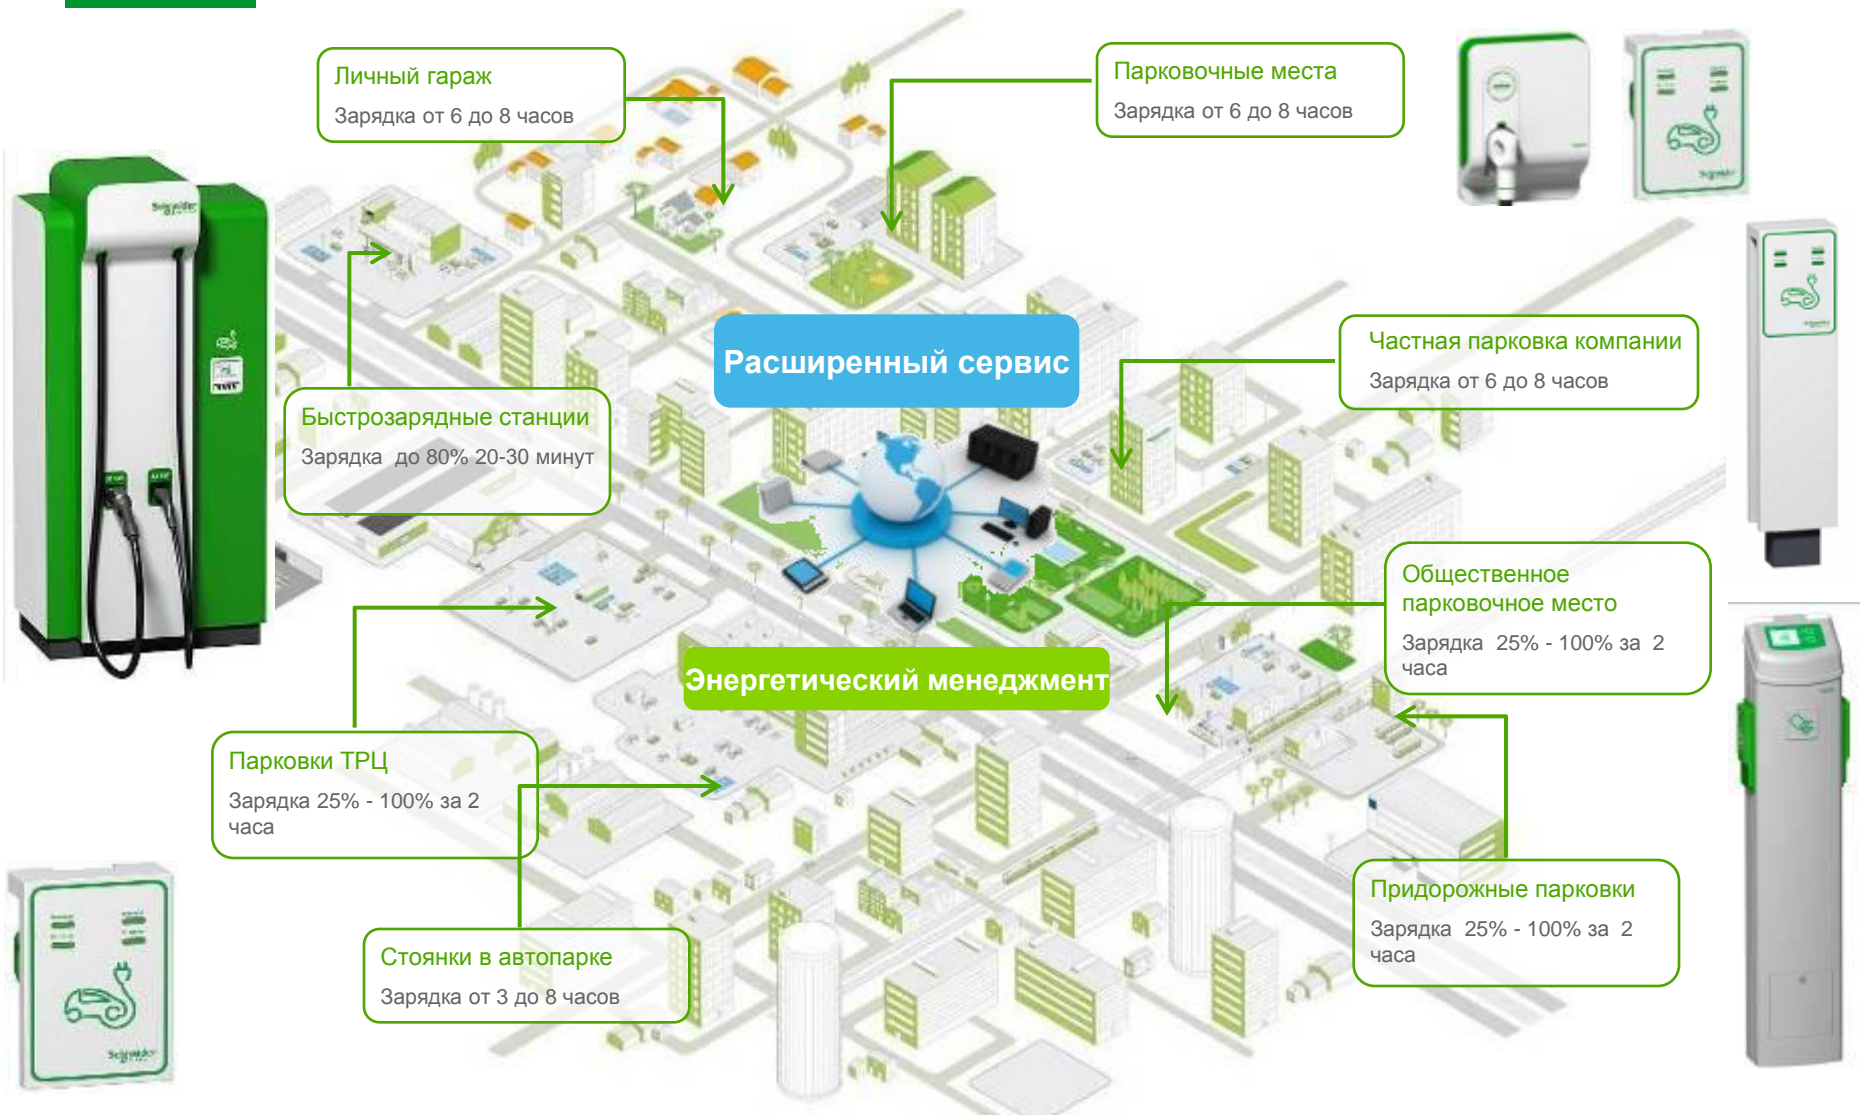 Личный гараж
Зарядка от 6 до 8 часов
Парковочные места
Зарядка от 6 до 8 часов
Schneider
Schneider
Расширенный сервис
Частная парковка компании
Зарядка от 6 до 8 часов
Быстрозарядные станции
Зарядка до 80% 20-30 минут
Общественное
парковочное место
Зарядка 25% - 100% за 2
часа
Энергетический менеджмент
Парковки ТРЦ
Зарядка 25% - 100% за 2
часа
Придорожные парковки
Зарядка 25% - 100% за 2
часа
Стоянки в автопарке
Зарядка от 3 до 8 часов
Schneider